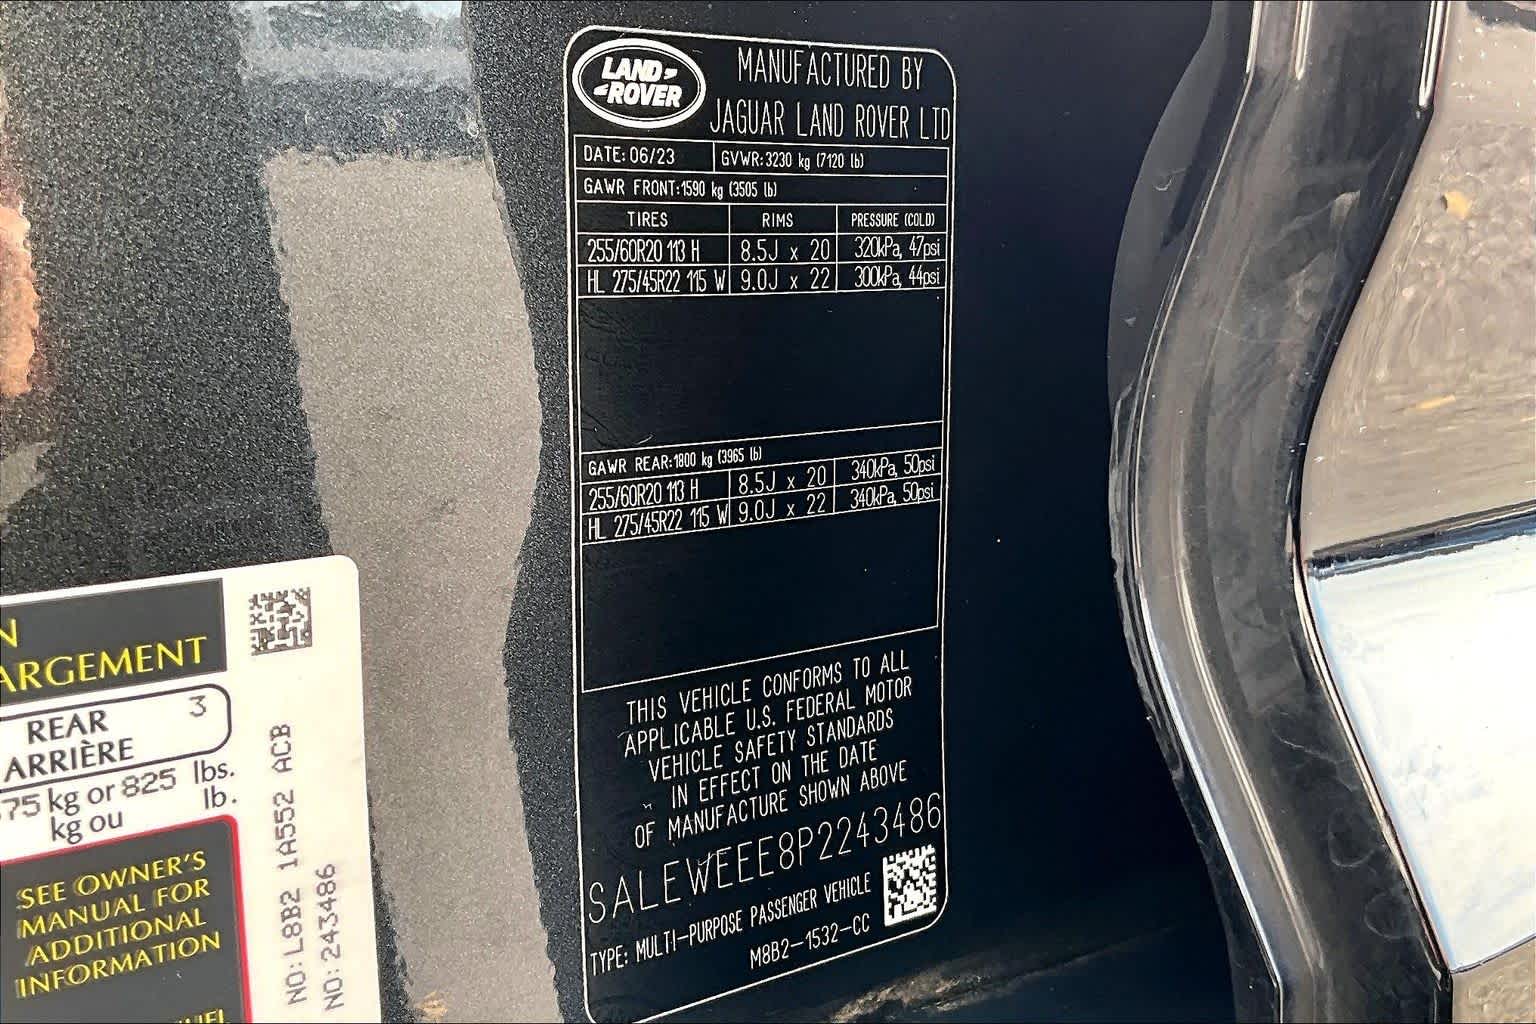 LAND
ROVER
MANUFACTURED BY
JAGUAR LAND ROVER LTD
DATE: 06/23 GVWR: 3230 kg (7120 lb)
GAWR FRONT: 1590 kg (3505 lb)
TIRES RIMS PRESSURE (COLD)
255/60R20 113 H 8.5J x 20 320kPa, 47psi
HL 275/45R22 115 W 9.0J x 22 300kPa, 44psi
GAWR REAR: 1800 kg (3965 lb)
255/60R20 113 H 8.5J x 20 340kPa, 50psi
HL 275/45R22 115 W 9.0J x 22 340kPa, 50psi
THIS VEHICLE CONFORMS TO ALL
APPLICABLE U.S. FEDERAL MOTOR
VEHICLE SAFETY STANDARDS
IN EFFECT ON THE DATE
OF MANUFACTURE SHOWN ABOVE
SALEWEEE8P2243486
TYPE: MULTI-PURPOSE PASSENGER VEHICLE
M8B2-1532-CC
N
ARGEMENT
REAR 3
ARRIÈRE
75 kg or 825 lbs.
kg ou lb.
SEE OWNER'S
MANUAL FOR
ADDITIONAL
INFORMATION
NO: L8B2 1A552 ACB
NO: 243486